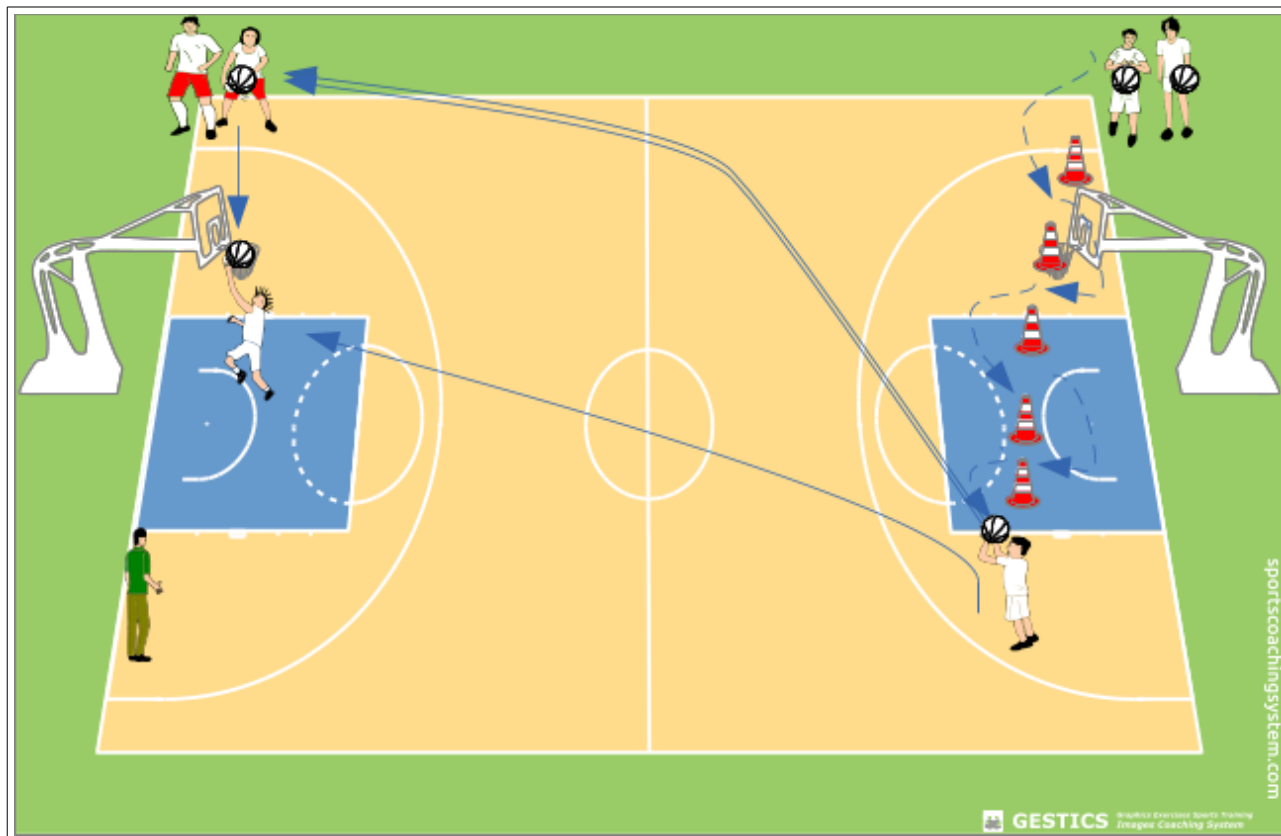 sportscoachingsystem.com
GESTICS
Graphics Exercises Sports Training
Images Coaching System